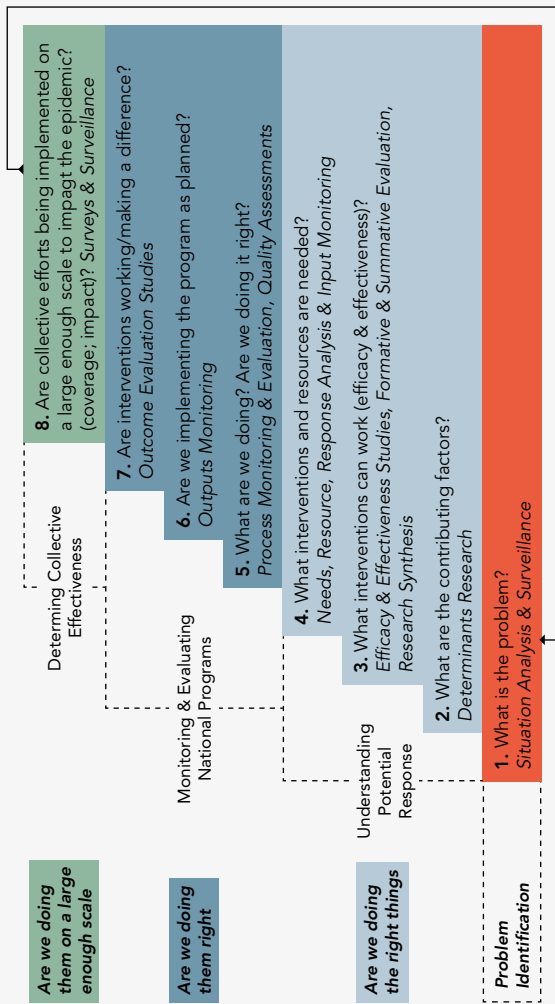 Are we doing
them on a large
enough scale
Determining Collective
Effectiveness
8. Are collective efforts being implemented on
a large enough scale to impagt the epidemic?
(coverage; impact)? Surveys & Surveillance
7. Are interventions working/making a difference?
Outcome Evaluation Studies
Are we doing
them right
Monitoring & Evaluating
National Programs
6. Are we implementing the program as planned?
Outputs Monitoring
5. What are we doing? Are we doing it right?
Process Monitoring & Evaluation, Quality Assessments
4. What interventions and resources are needed?
Needs, Resource, Response Analysis & Input Monitoring
Are we doing
the right things
Understanding
Potential
Response
3. What interventions can work (efficacy & effectiveness)?
Efficacy & Effectiveness Studies, Formative & Summative Evaluation,
Research Synthesis
2. What are the contributing factors?
Determinants Research
Problem
Identification
1. What is the problem?
Situation Analysis & Surveillance